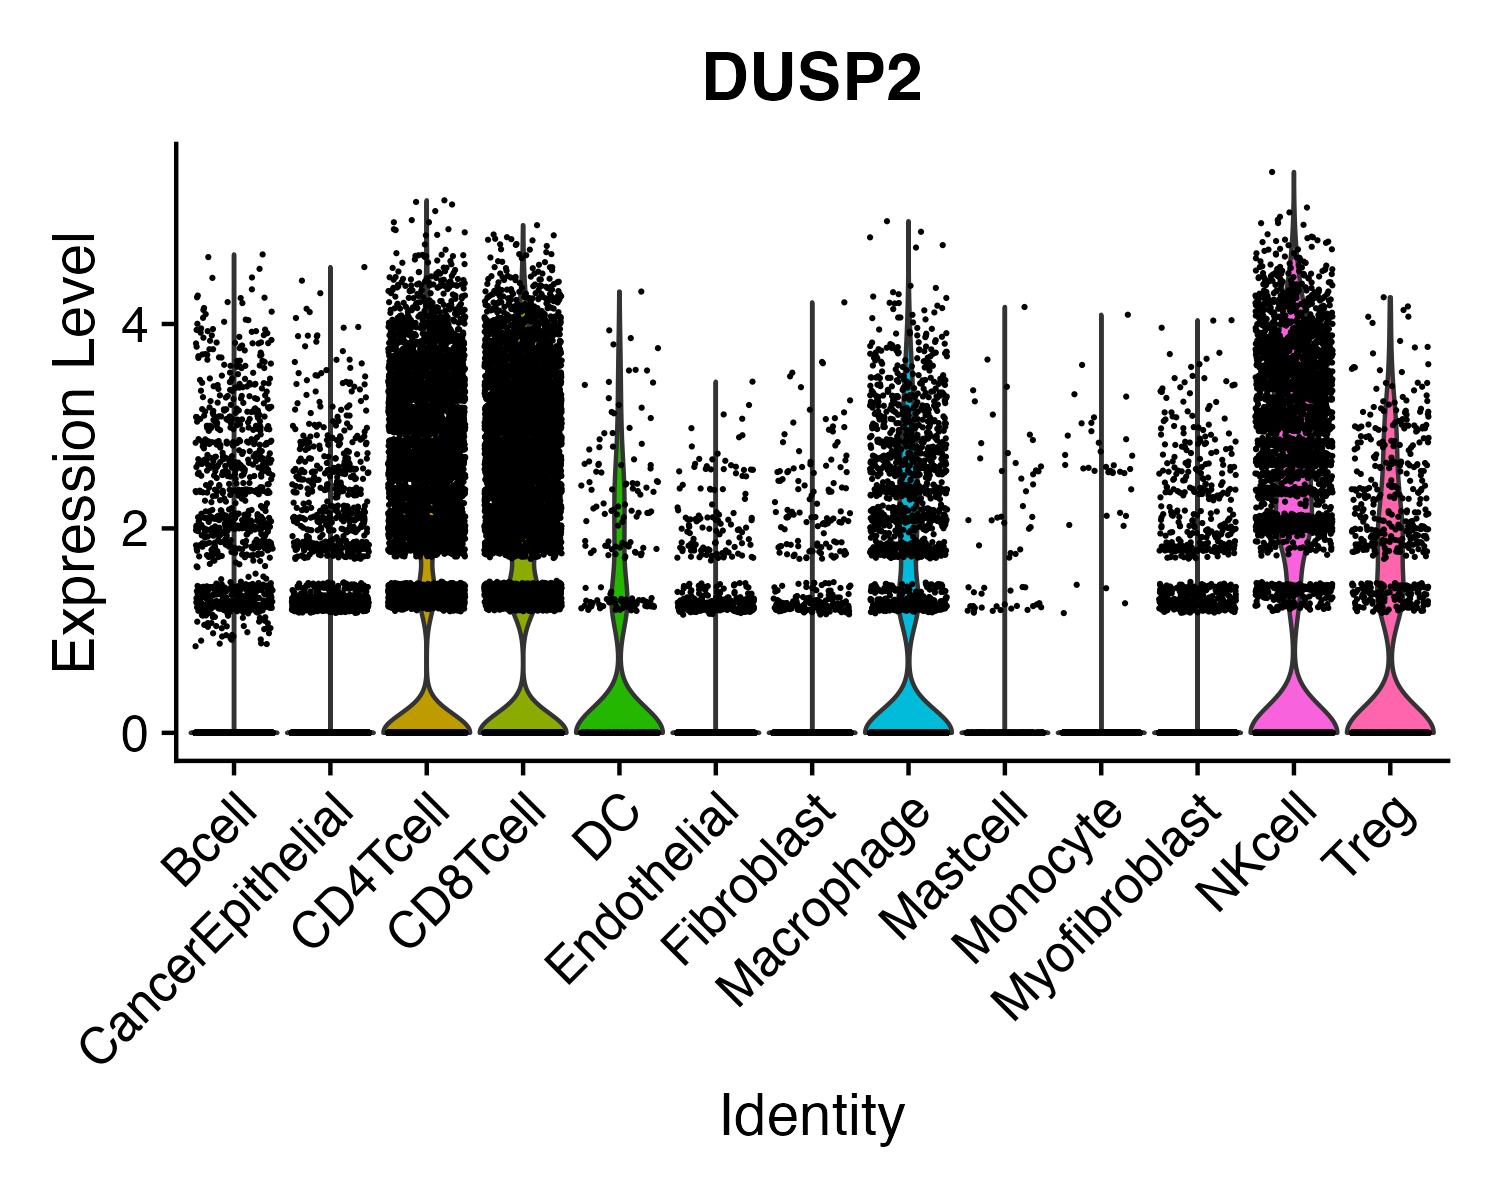 DUSP2
Expression Level
4
2
0
Bcell
CancerEpithelial
CD4Tcell
CD8Tcell
DC
Endothelial
Fibroblast
Macrophage
Mastcell
Monocyte
Myofibroblast
NKcell
Treg
Identity